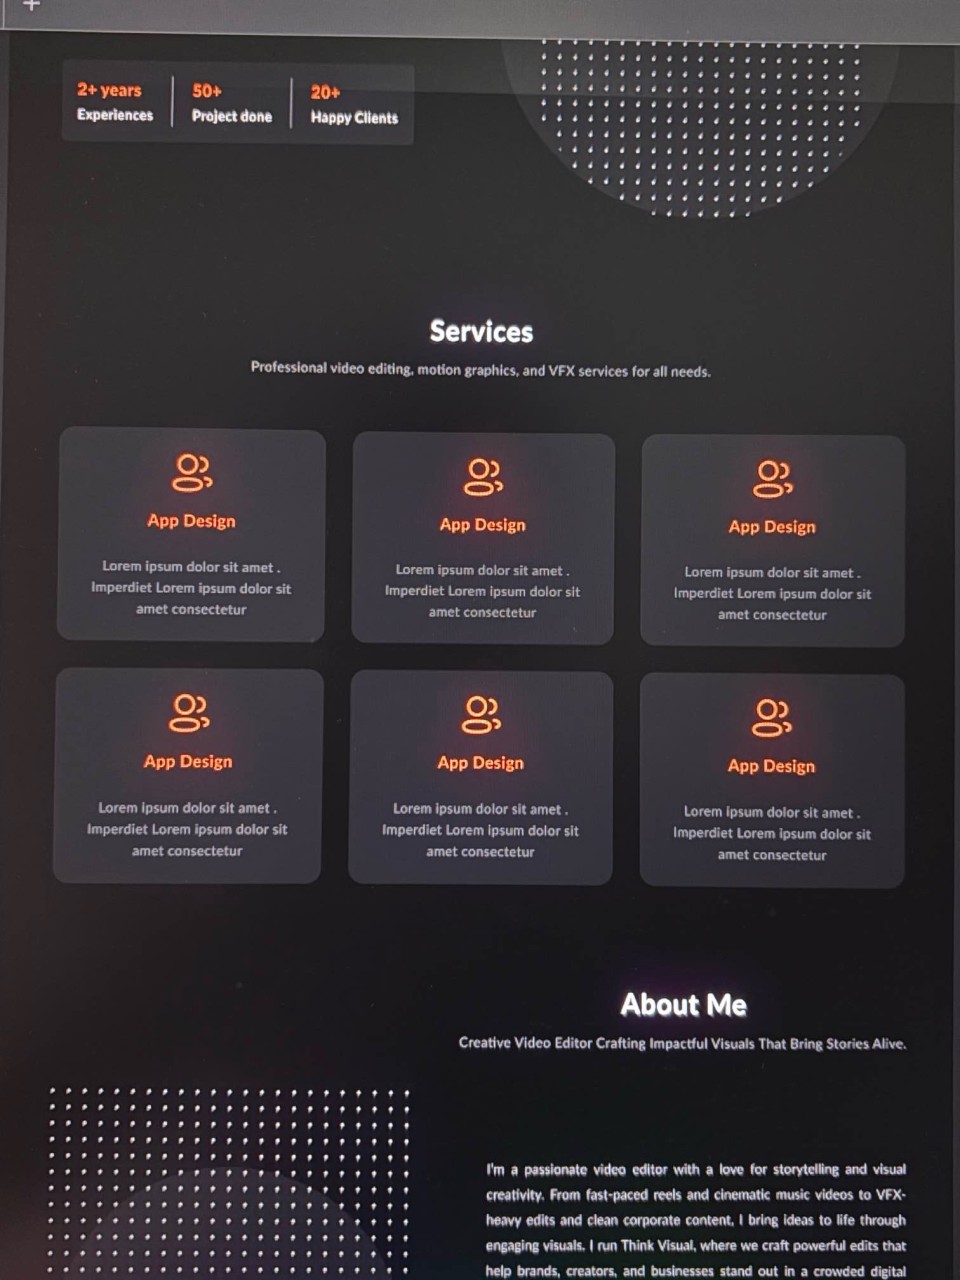 2+ years
50+
20+
Experiences
Project done
Happy Clients
Services
Professional video editing, motion graphics, and VFX services for all needs.
App Design
Lorem ipsum dolor sit amet .
Imperdiet Lorem ipsum dolor sit
amet consectetur
App Design
Lorem ipsum dolor sit amet .
Imperdiet Lorem ipsum dolor sit
amet consectetur
App Design
Lorem ipsum dolor sit amet .
Imperdiet Lorem ipsum dolor sit
amet consectetur
App Design
Lorem ipsum dolor sit amet .
Imperdiet Lorem ipsum dolor sit
amet consectetur
App Design
Lorem ipsum dolor sit amet .
Imperdiet Lorem ipsum dolor sit
amet consectetur
App Design
Lorem ipsum dolor sit amet .
Imperdiet Lorem ipsum dolor sit
amet consectetur
About Me
Creative Video Editor Crafting Impactful Visuals That Bring Stories Alive.
I'm a passionate video editor with a love for storytelling and visual
creativity. From fast-paced reels and cinematic music videos to VFX-
heavy edits and clean corporate content, I bring ideas to life through
engaging visuals. I run Think Visual, where we craft powerful edits that
help brands, creators, and businesses stand out in a crowded digital